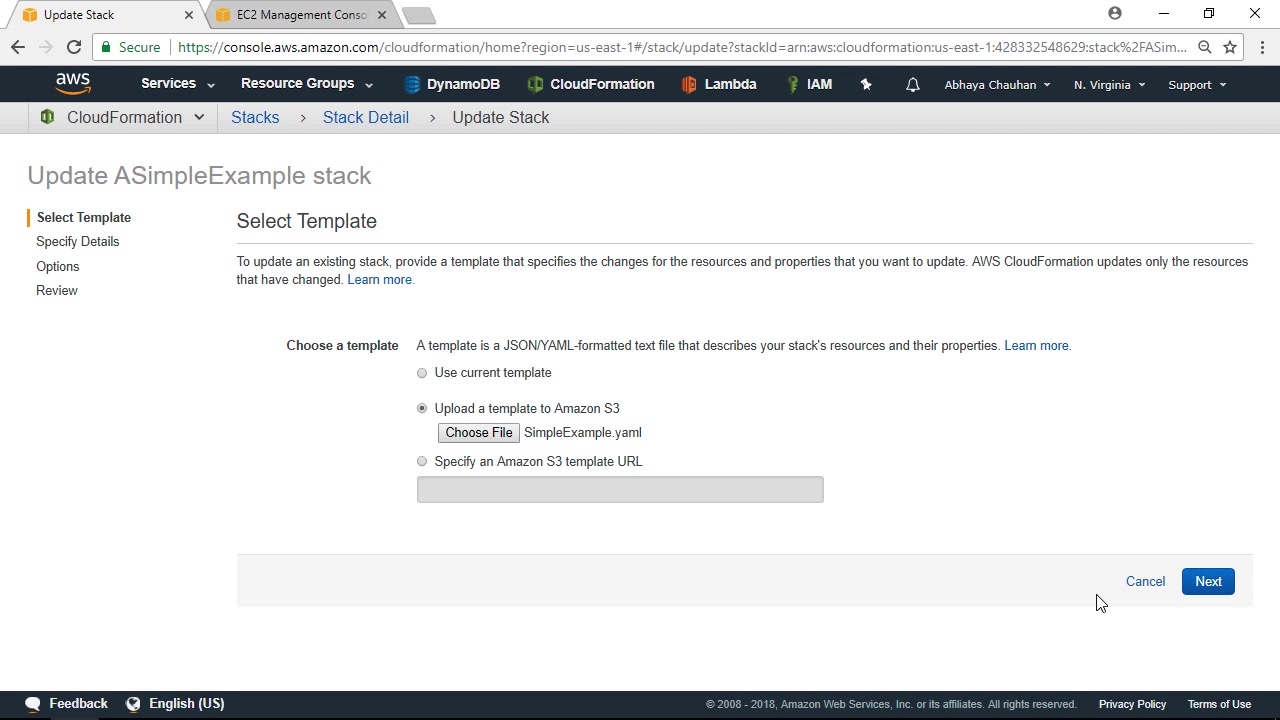 Update Stack
EC2 Management Conso
Secure
https://console.aws.amazon.com/cloudformation/home?region=us-east-1#/stack/update?stackId=arn:aws:cloudformation:us-east-1:428332548629:stack%2FASim...
aws
Services
Resource Groups
DynamoDB
CloudFormation
Lambda
IAM
Abhaya Chauhan
N. Virginia
Support
CloudFormation
Stacks > Stack Detail > Update Stack
Update ASimpleExample stack
Select Template
Specify Details
Options
Review
Select Template
To update an existing stack, provide a template that specifies the changes for the resources and properties that you want to update. AWS CloudFormation updates only the resources
that have changed. Learn more.
Choose a template
A template is a JSON/YAML-formatted text file that describes your stack's resources and their properties. Learn more.
Use current template
Upload a template to Amazon S3
Choose File SimpleExample.yaml
Specify an Amazon S3 template URL
Cancel
Next
Feedback
English (US)
© 2008 - 2018, Amazon Web Services, Inc. or its affiliates. All rights reserved.
Privacy Policy
Terms of Use